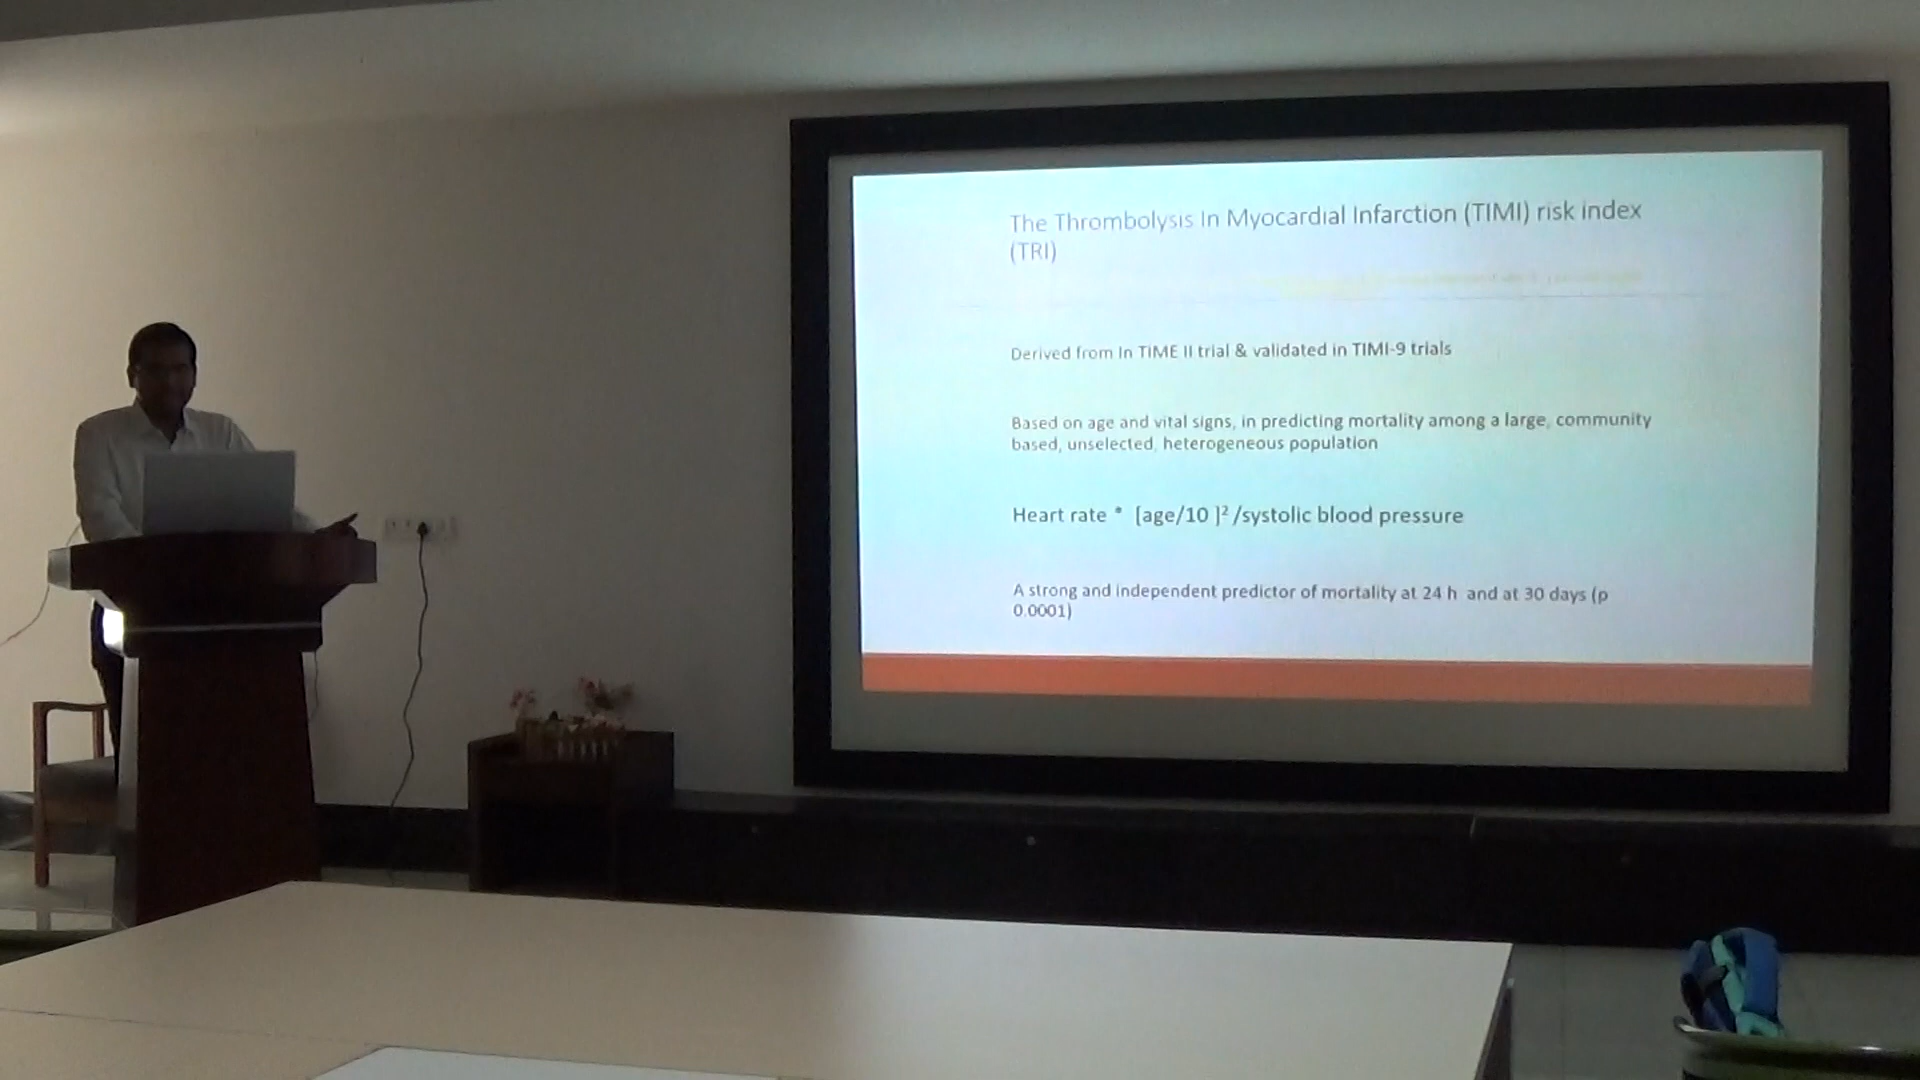 The Thrombolysis In Myocardial Infarction (TIMI) risk index
(TRI)
Derived from In TIME II trial & validated in TIMI-9 trials
Based on age and vital signs, in predicting mortality among a large, community
based, unselected, heterogeneous population
Heart rate * [age/10 ]² /systolic blood pressure
A strong and independent predictor of mortality at 24 h and at 30 days (p
0.0001)